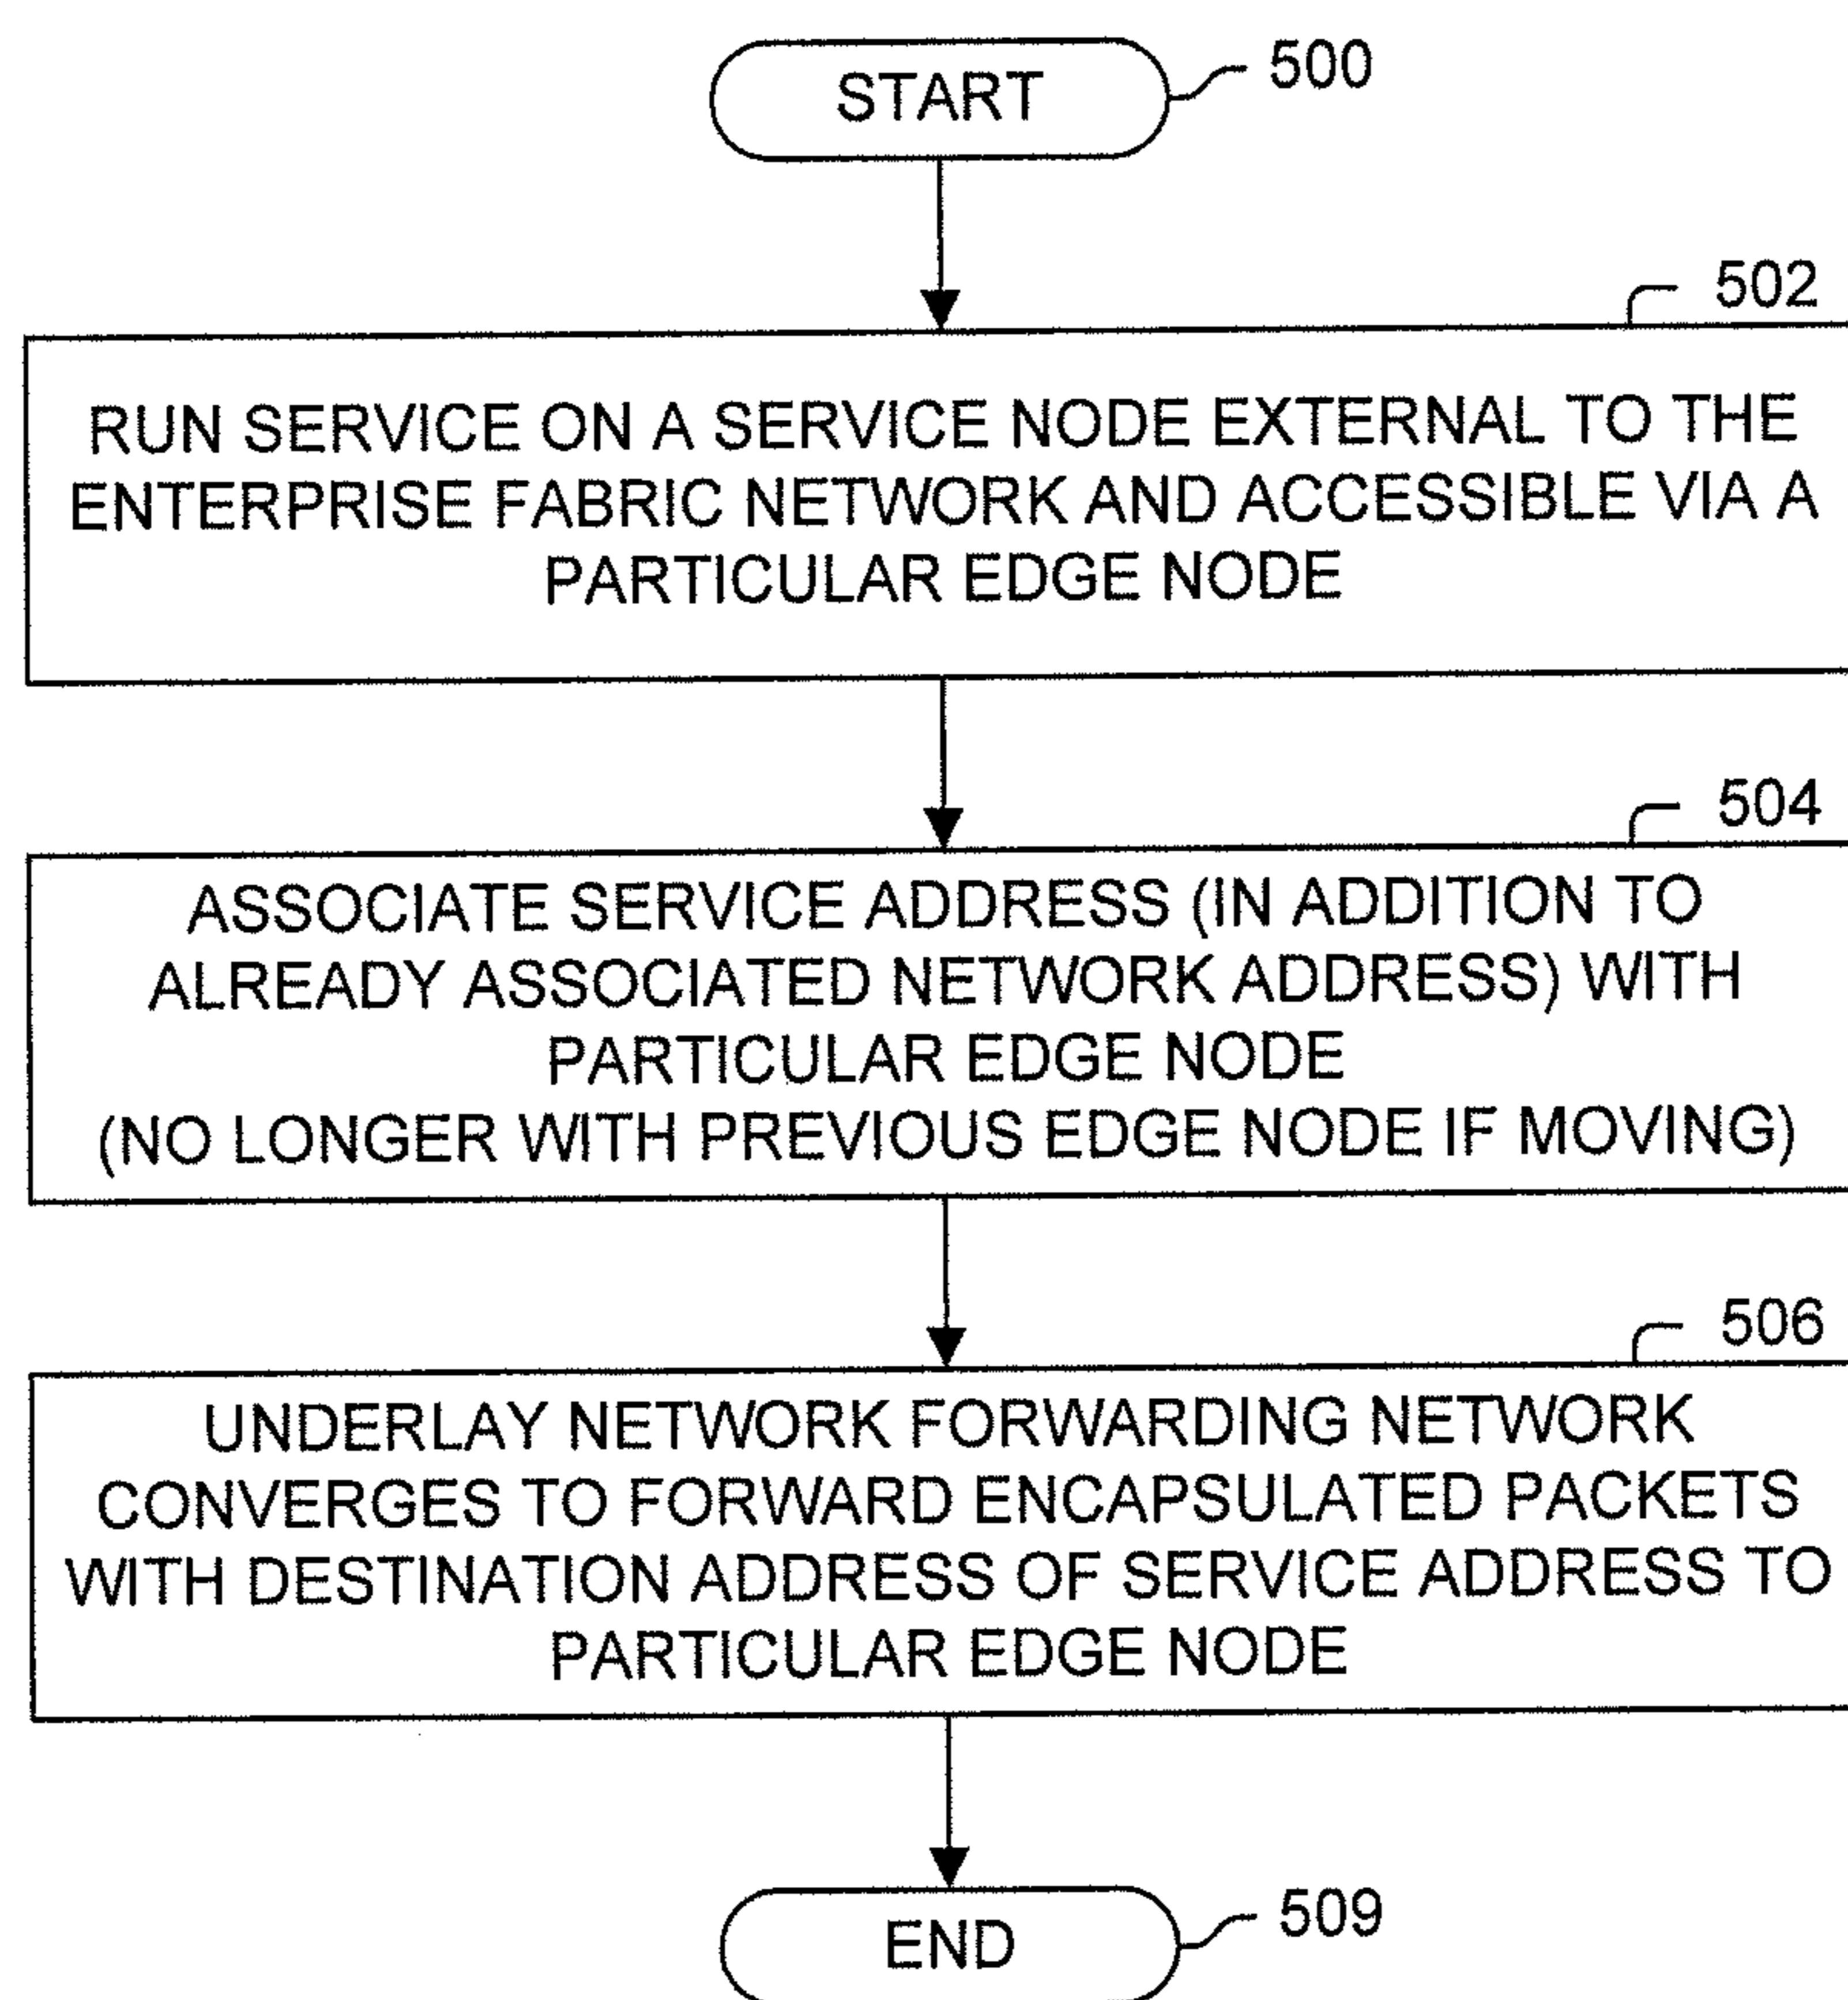 START
500
502
RUN SERVICE ON A SERVICE NODE EXTERNAL TO THE
ENTERPRISE FABRIC NETWORK AND ACCESSIBLE VIA A
PARTICULAR EDGE NODE
504
ASSOCIATE SERVICE ADDRESS (IN ADDITION TO
ALREADY ASSOCIATED NETWORK ADDRESS) WITH
PARTICULAR EDGE NODE
(NO LONGER WITH PREVIOUS EDGE NODE IF MOVING)
506
UNDERLAY NETWORK FORWARDING NETWORK
CONVERGES TO FORWARD ENCAPSULATED PACKETS
WITH DESTINATION ADDRESS OF SERVICE ADDRESS TO
PARTICULAR EDGE NODE
END
509